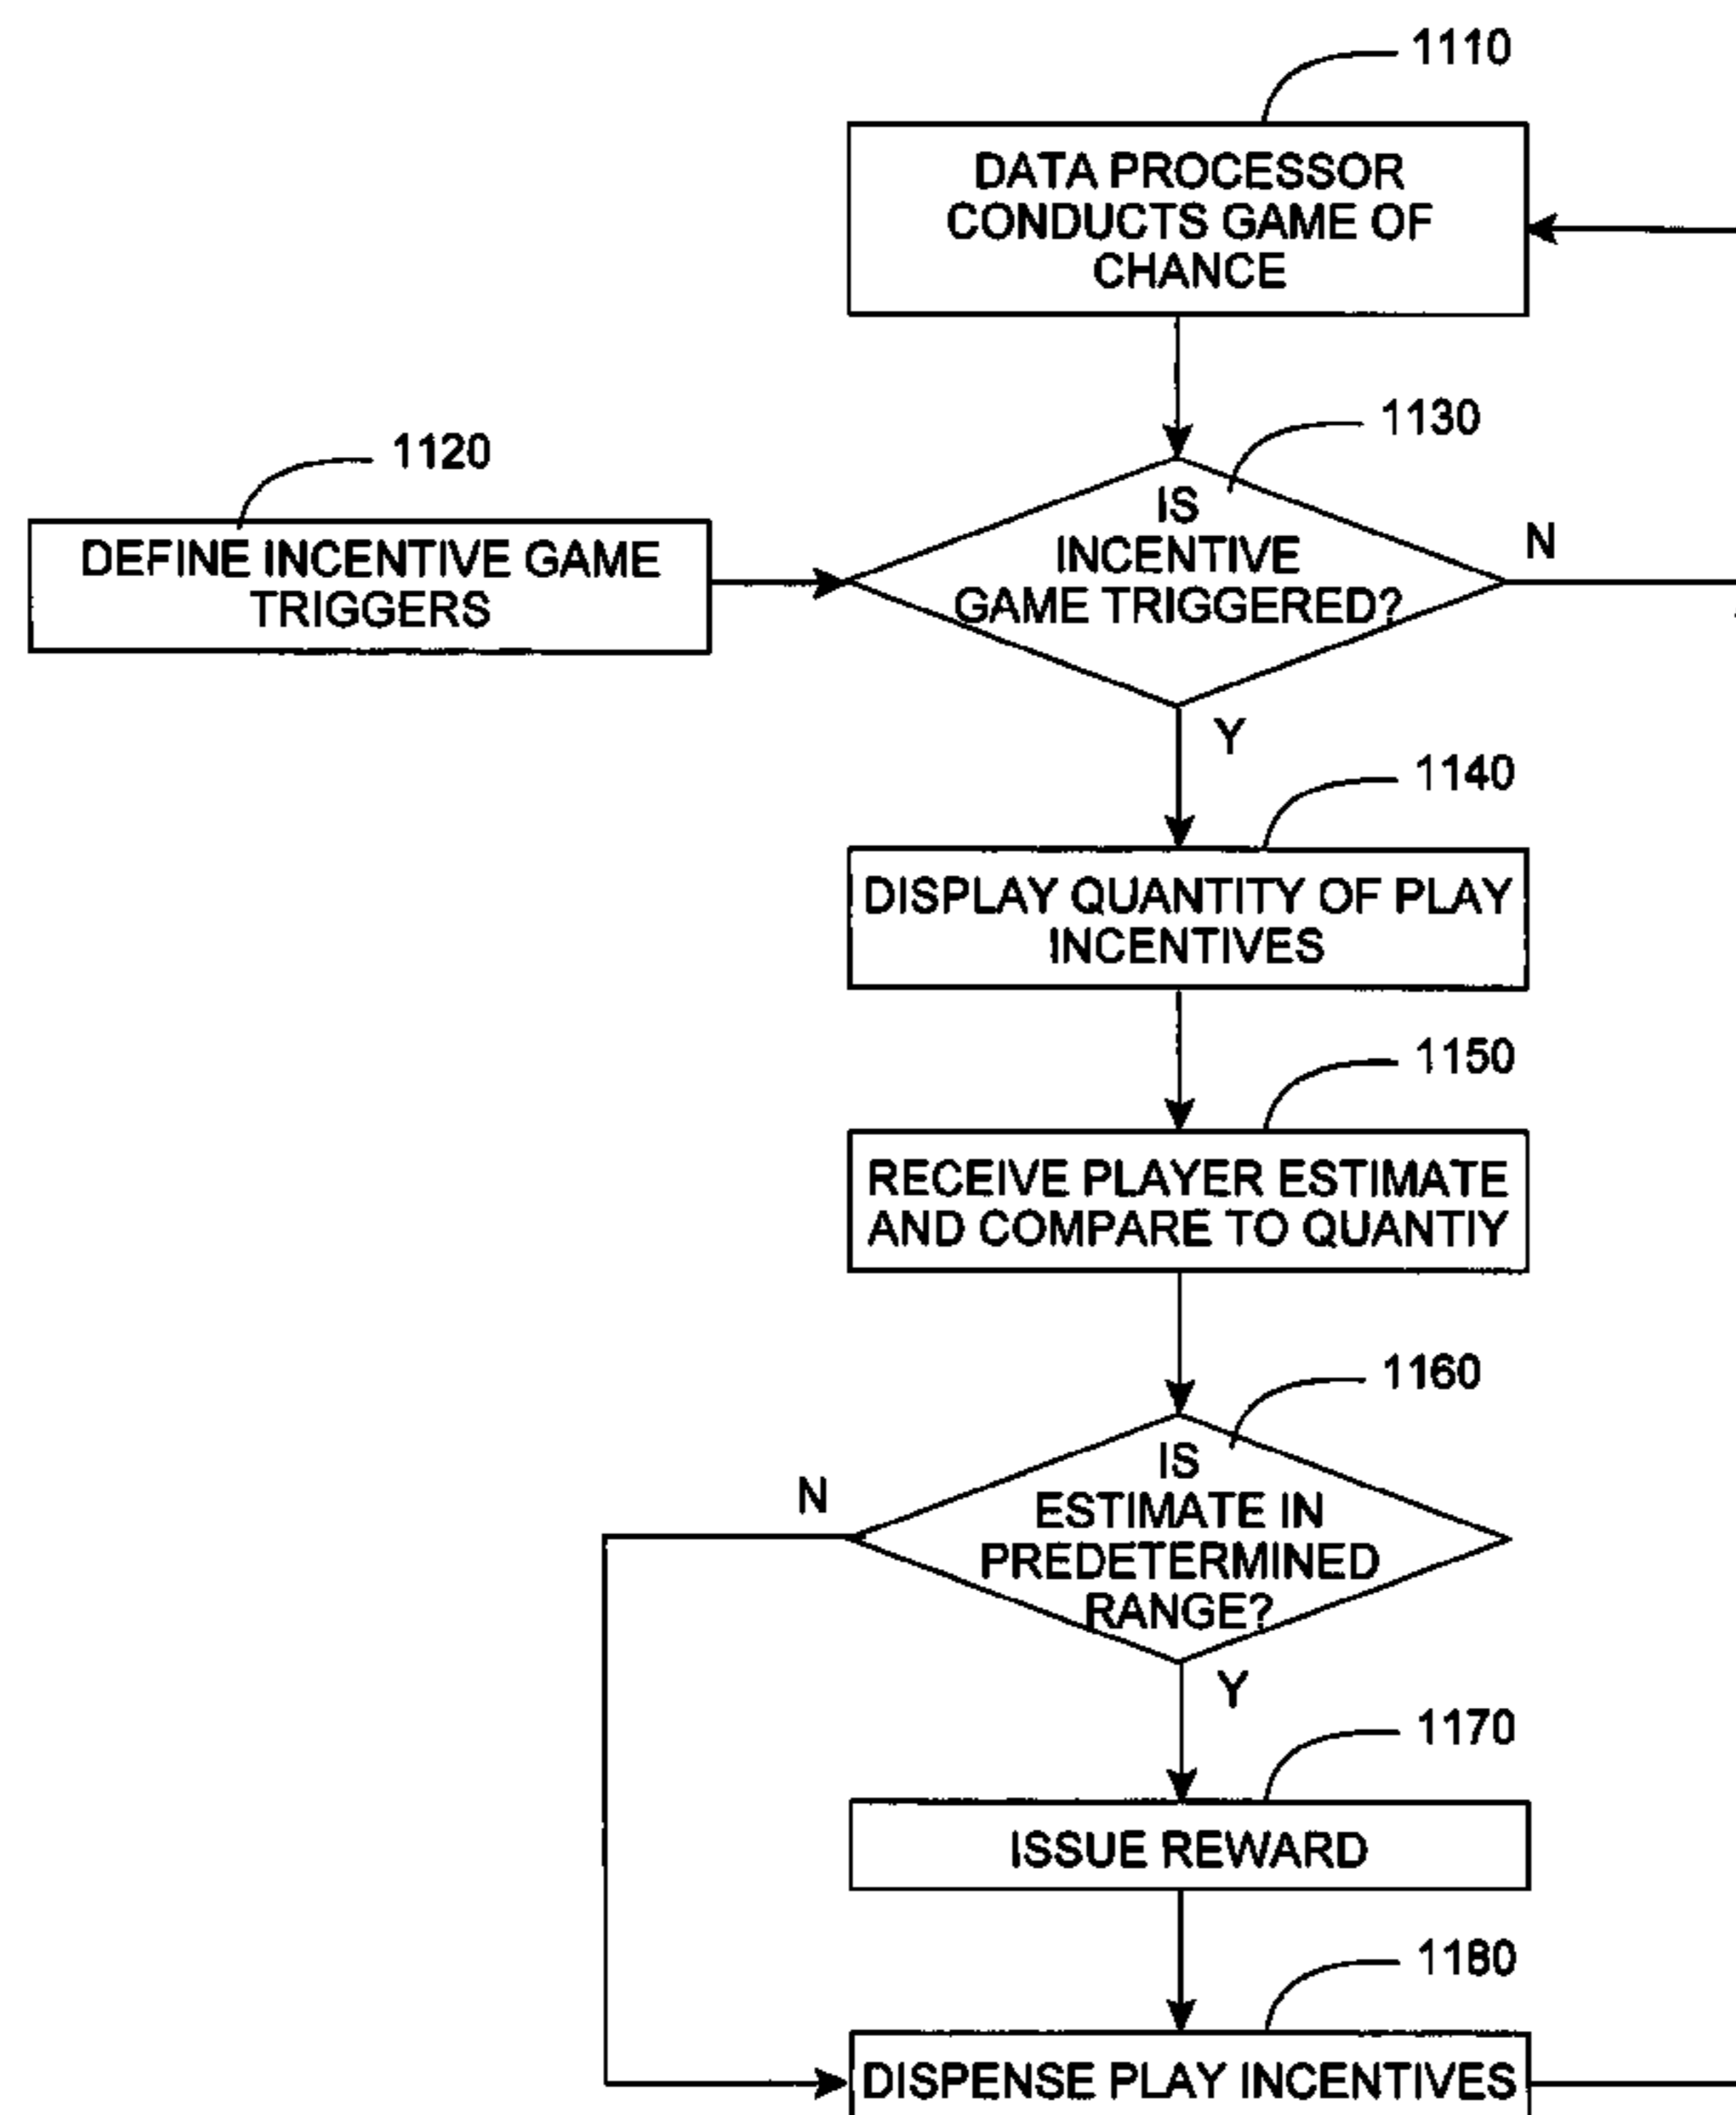 1110
DATA PROCESSOR
CONDUCTS GAME OF
CHANCE
1130
1120
IS
INCENTIVE
GAME TRIGGERED?
N
DEFINE INCENTIVE GAME
TRIGGERS
Y
1140
DISPLAY QUANTITY OF PLAY
INCENTIVES
1150
RECEIVE PLAYER ESTIMATE
AND COMPARE TO QUANTIY
1160
IS
ESTIMATE IN
PREDETERMINED
RANGE?
N
Y
1170
ISSUE REWARD
1180
DISPENSE PLAY INCENTIVES